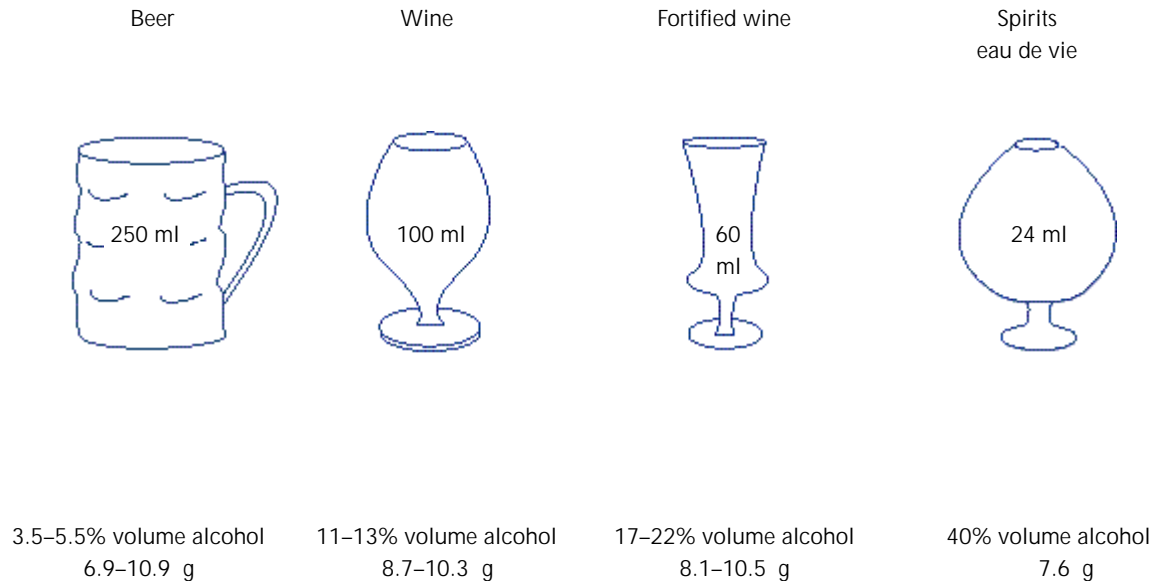 Beer
Wine
Fortified wine
Spirits
eau de vie
250 ml
100 ml
60
ml
24 ml
3.5–5.5% volume alcohol
6.9–10.9 g
11–13% volume alcohol
8.7–10.3 g
17–22% volume alcohol
8.1–10.5 g
40% volume alcohol
7.6 g